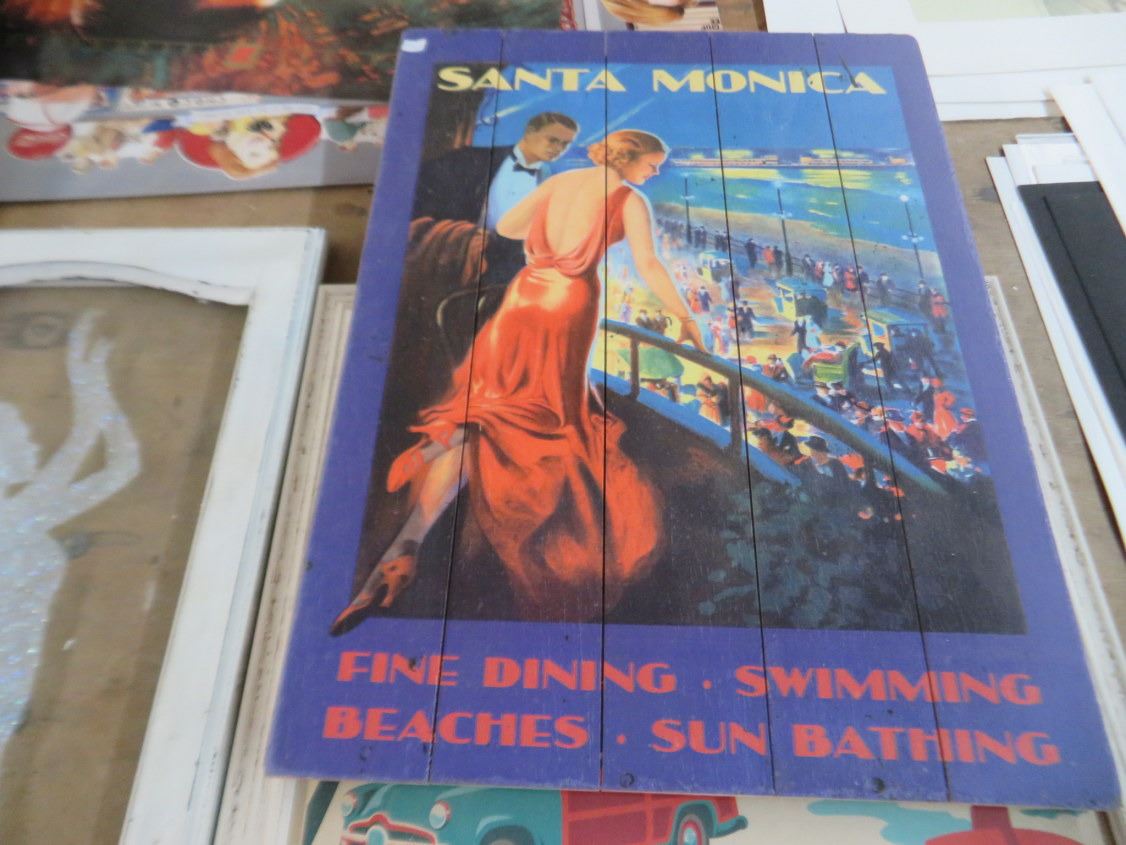 SANTA MONICA
FINE DINING · SWIMMING
BEACHES · SUN BATHING